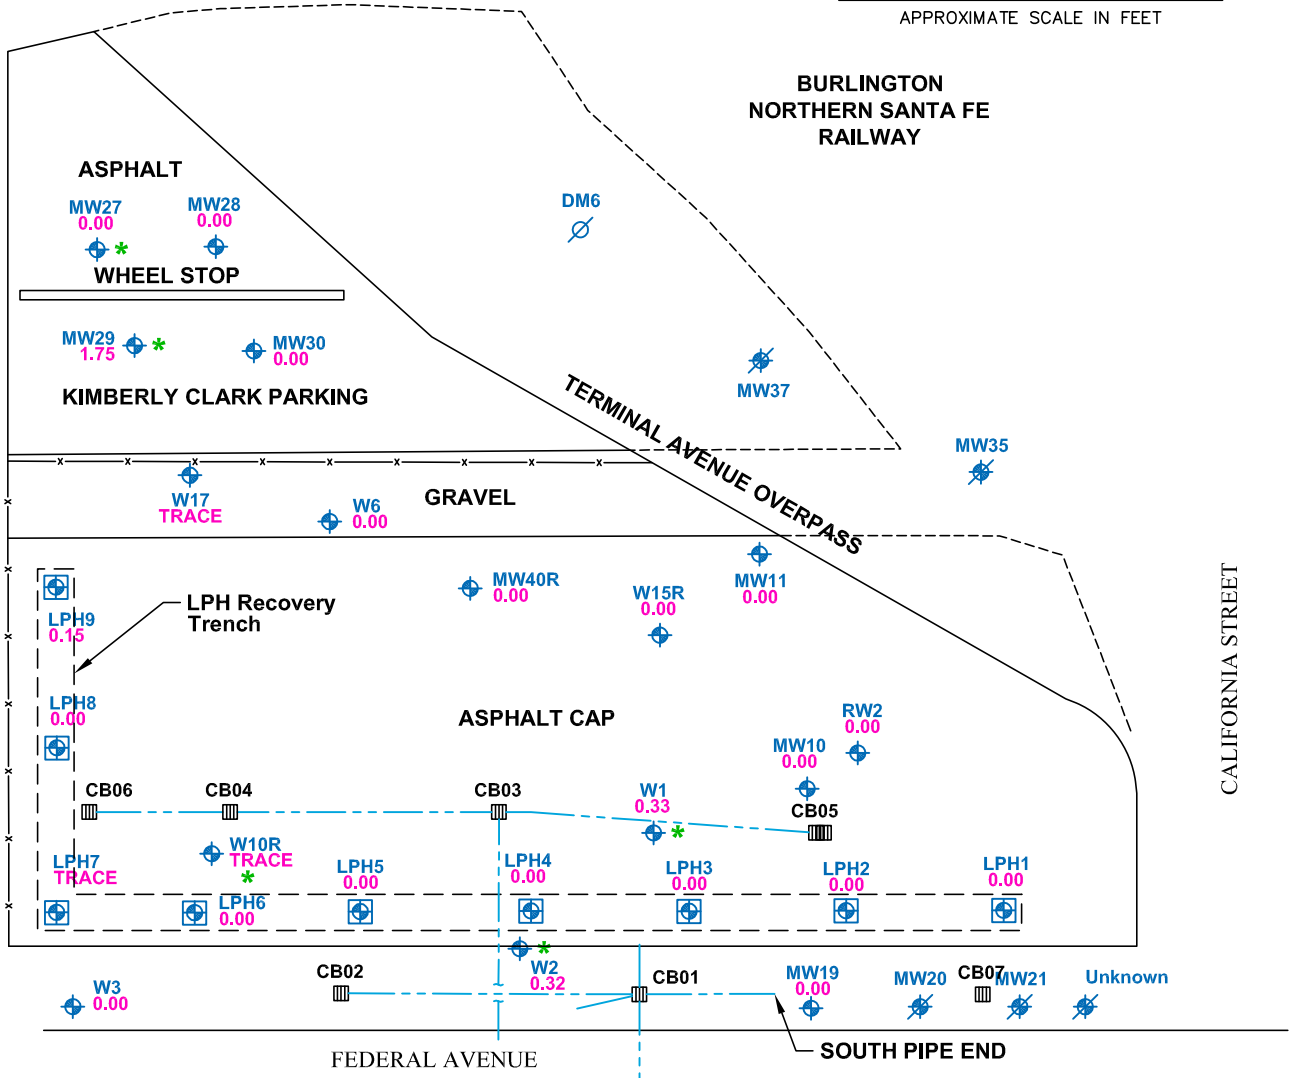 APPROXIMATE SCALE IN FEET
BURLINGTON
NORTHERN SANTA FE
RAILWAY
ASPHALT
MW27
0.00
*
MW28
0.00
DM6
WHEEL STOP
MW29
1.75
*
MW30
0.00
KIMBERLY CLARK PARKING
MW37
TERMINAL AVENUE OVERPASS
MW35
W17
TRACE
W6
0.00
GRAVEL
MW11
0.00
MW40R
0.00
W15R
0.00
CALIFORNIA STREET
LPH9
0.15
LPH Recovery
Trench
LPH8
0.00
ASPHALT CAP
RW2
0.00
MW10
0.00
CB06
CB04
CB03
W1
0.33
*
CB05
W10R
TRACE
*
LPH7
TRACE
LPH6
0.00
LPH5
0.00
LPH4
0.00
LPH3
0.00
LPH2
0.00
LPH1
0.00
*
W2
0.32
W3
0.00
CB02
CB01
MW19
0.00
MW20
CB07
MW21
Unknown
SOUTH PIPE END
FEDERAL AVENUE